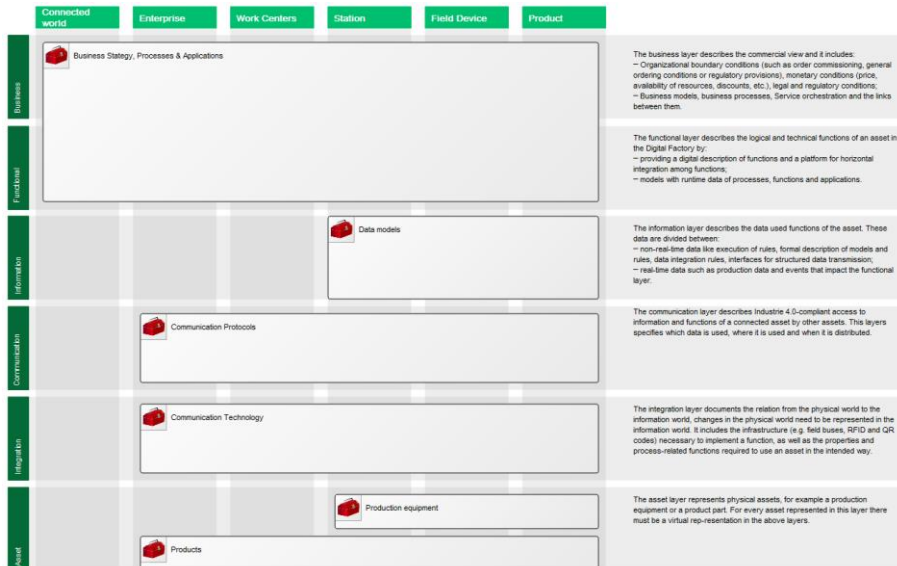 Connected
world
Enterprise
Work Centers
Station
Field Device
Product
Business
Business Stategy, Processes & Applications
The business layer describes the commercial view and it includes:
− Organizational boundary conditions (such as order commissioning, general
ordering conditions or regulatory provisions), monetary conditions (price,
availability of resources, discounts, etc.), legal and regulatory conditions;
− Business models, business processes, Service orchestration and the links
between them.
Functional
The functional layer describes the logical and technical functions of an asset in
the Digital Factory by:
− providing a digital description of functions and a platform for horizontal
integration among functions;
− models with runtime data of processes, functions and applications.
Information
Data models
The information layer describes the data used functions of the asset. These
data are divided between:
− non-real-time data like execution of rules, formal description of models and
rules, data integration rules, interfaces for structured data transmission;
− real-time data such as production data and events that impact the functional
layer.
Communication
Communication Protocols
The communication layer describes Industrie 4.0-compliant access to
information and functions of a connected asset by other assets. This layers
specifies which data is used, where it is used and when it is distributed.
Integration
Communication Technology
The integration layer documents the relation from the physical world to the
information world, changes in the physical world need to be represented in the
information world. It includes the infrastructure (e.g. field buses, RFID and QR
codes) necessary to implement a function, as well as the properties and
process-related functions required to use an asset in the intended way.
Asset
Production equipment
Products
The asset layer represents physical assets, for example a production
equipment or a product part. For every asset represented in this layer there
must be a virtual rep-resentation in the above layers.